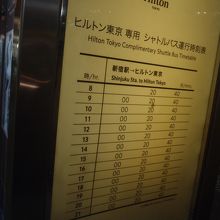 Hilton
ヒルトン東京 専用 シャトルバス運行時刻表
Hilton Tokyo Complimentary Shuttle Bus Timetable
新宿駅→ヒルトン東京
時/hr. Shinjuku Sta. to Hilton Tokyo
8 20 40
9 00 20 40
10 00 20 40
11 00 20 40
12 00 20 40
13 00 20 40
14 00 20 40
15 00 20 40
16 00 20 40
17 00 20 40
18 00 20 40
19 00 20 40
20 00 20 40
21